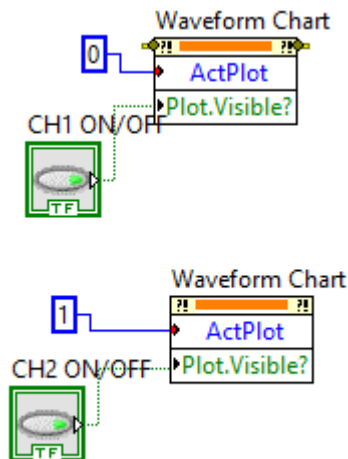 Waveform Chart
?! ?!
0
ActPlot
Plot.Visible?
CH1 ON/OFF
TF
Waveform Chart
?! ?!
1
ActPlot
Plot.Visible?
CH2 ON/OFF
TF